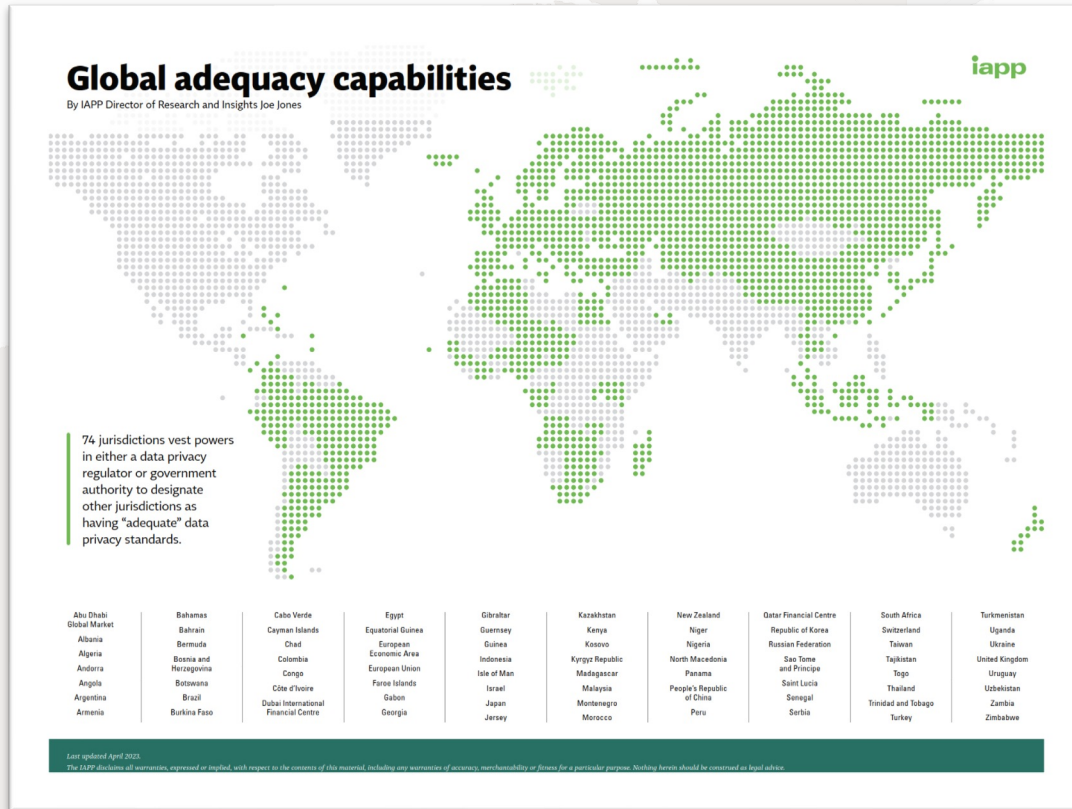 Global adequacy capabilities
By IAPP Director of Research and Insights Joe Jones
iapp
74 jurisdictions vest powers
in either a data privacy
regulator or government
authority to designate
other jurisdictions as
having “adequate” data
privacy standards.
Abu Dhabi
Global Market
Albania
Algeria
Andorra
Angola
Argentina
Armenia
Bahamas
Bahrain
Bermuda
Bosnia and
Herzegovina
Botswana
Brazil
Burkina Faso
Cabo Verde
Cayman Islands
Chad
Colombia
Congo
Côte d'Ivoire
Dubai International
Financial Centre
Egypt
Equatorial Guinea
European
Economic Area
European Union
Faroe Islands
Gabon
Georgia
Gibraltar
Guernsey
Guinea
Indonesia
Isle of Man
Israel
Japan
Jersey
Kazakhstan
Kenya
Kosovo
Kyrgyz Republic
Madagascar
Malaysia
Montenegro
Morocco
New Zealand
Niger
Nigeria
North Macedonia
Panama
People's Republic
of China
Peru
Qatar Financial Centre
Republic of Korea
Russian Federation
Sao Tome
and Principe
Saint Lucia
Senegal
Serbia
South Africa
Switzerland
Taiwan
Tajikistan
Togo
Thailand
Trinidad and Tobago
Turkey
Turkmenistan
Uganda
Ukraine
United Kingdom
Uruguay
Uzbekistan
Zambia
Zimbabwe
Last updated April 2023.
The IAPP disclaims all warranties, expressed or implied, with respect to the contents of this material, including any warranties of accuracy, merchantability or fitness for a particular purpose. Nothing herein should be construed as legal advice.